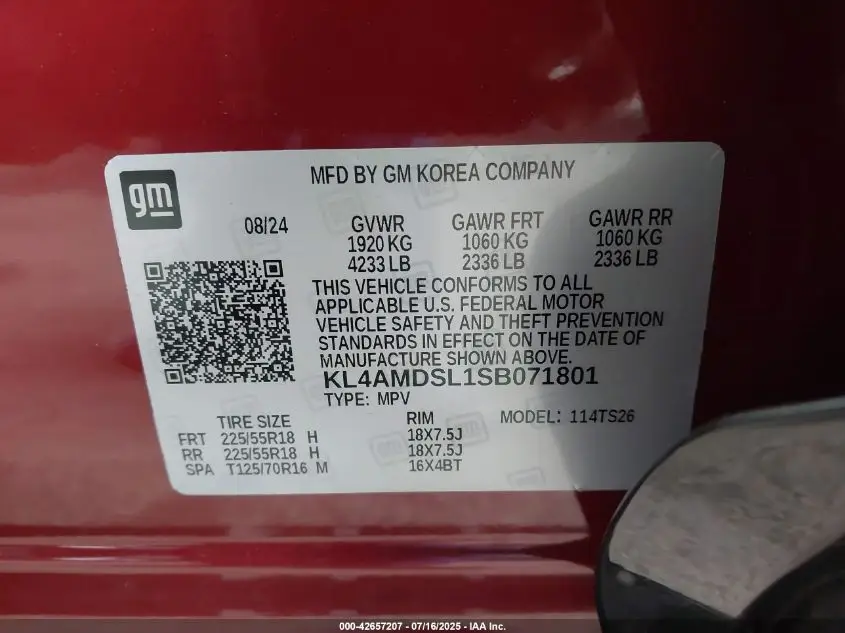 gm
MFD BY GM KOREA COMPANY
08/24 GVWR GAWR FRT GAWR RR
1920 KG 1060 KG 1060 KG
4233 LB 2336 LB 2336 LB
THIS VEHICLE CONFORMS TO ALL
APPLICABLE U.S. FEDERAL MOTOR
VEHICLE SAFETY AND THEFT PREVENTION
STANDARDS IN EFFECT ON THE DATE OF
MANUFACTURE SHOWN ABOVE.
KL4AMDSL1SB071801
TYPE: MPV
TIRE SIZE RIM MODEL: 114TS26
FRT 225/55R18 H 18X7.5J
RR 225/55R18 H 18X7.5J
SPA T125/70R16 M 16X4BT
000-42657207 - 07/16/2025 - IAA Inc.